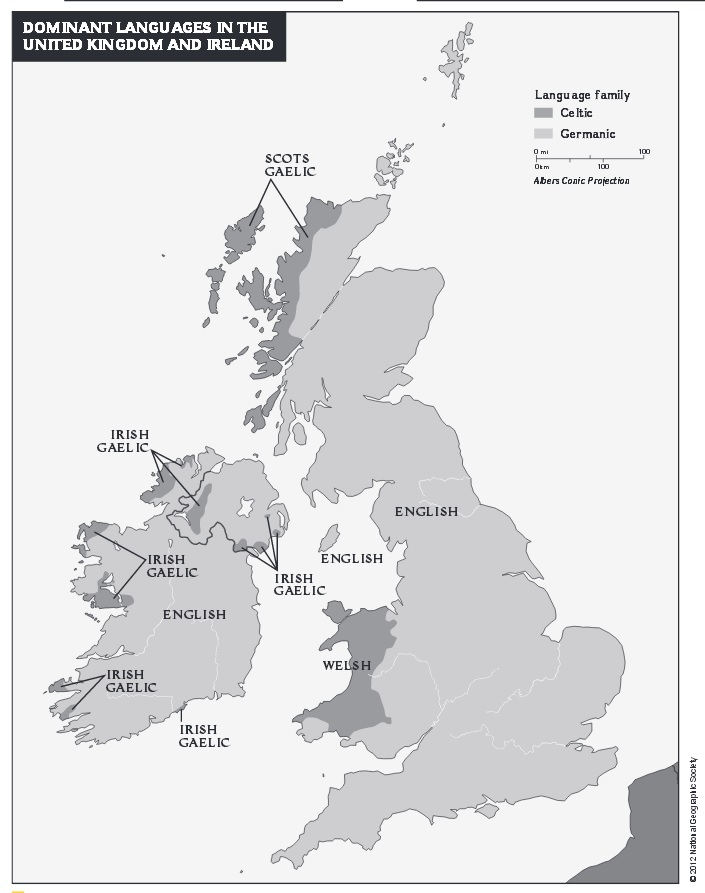 DOMINANT LANGUAGES IN THE
UNITED KINGDOM AND IRELAND
Language family
Celtic
Germanic
0 mi 100
0 km 100
Albers Conic Projection
SCOTS
GAELIC
IRISH
GAELIC
ENGLISH
ENGLISH
IRISH
GAELIC
IRISH
GAELIC
ENGLISH
WELSH
IRISH
GAELIC
IRISH
GAELIC
© 2012 National Geographic Society